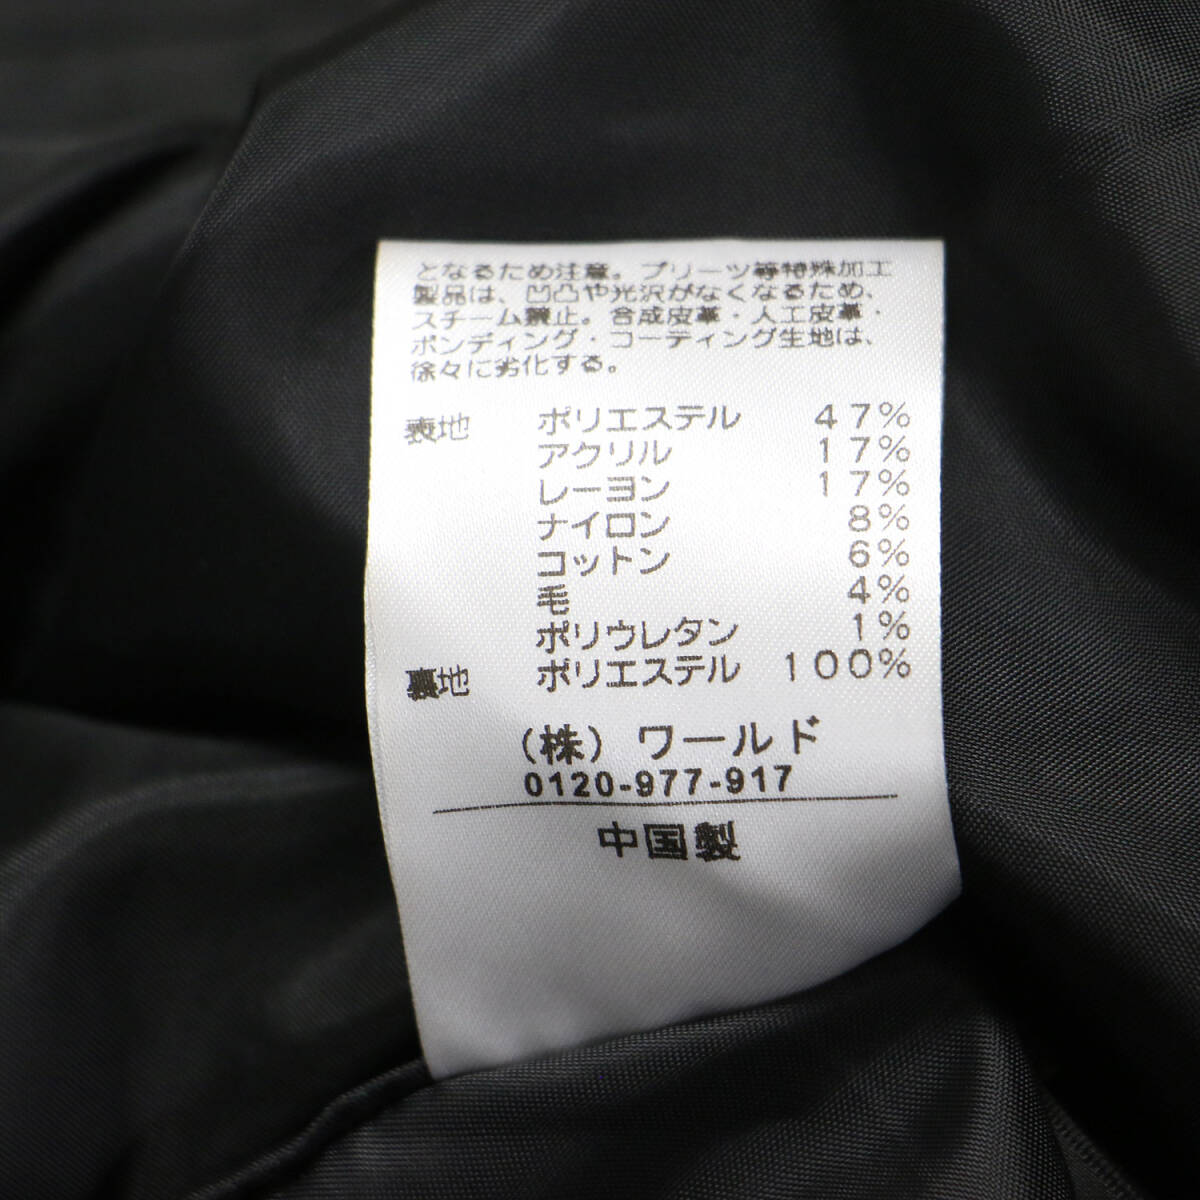 となるため注意。プリーツ等特殊加工
製品は、凹凸や光沢がなくなるため、
スチーム禁止。合成皮革・人工皮革・
ボンディング・コーティング生地は、
徐々に劣化する。
表地 ポリエステル 47%
アクリル 17%
レーヨン 17%
ナイロン 8%
コットン 6%
毛 4%
ポリウレタン 1%
裏地 ポリエステル 100%
(株) ワールド
0120-977-917
中国製